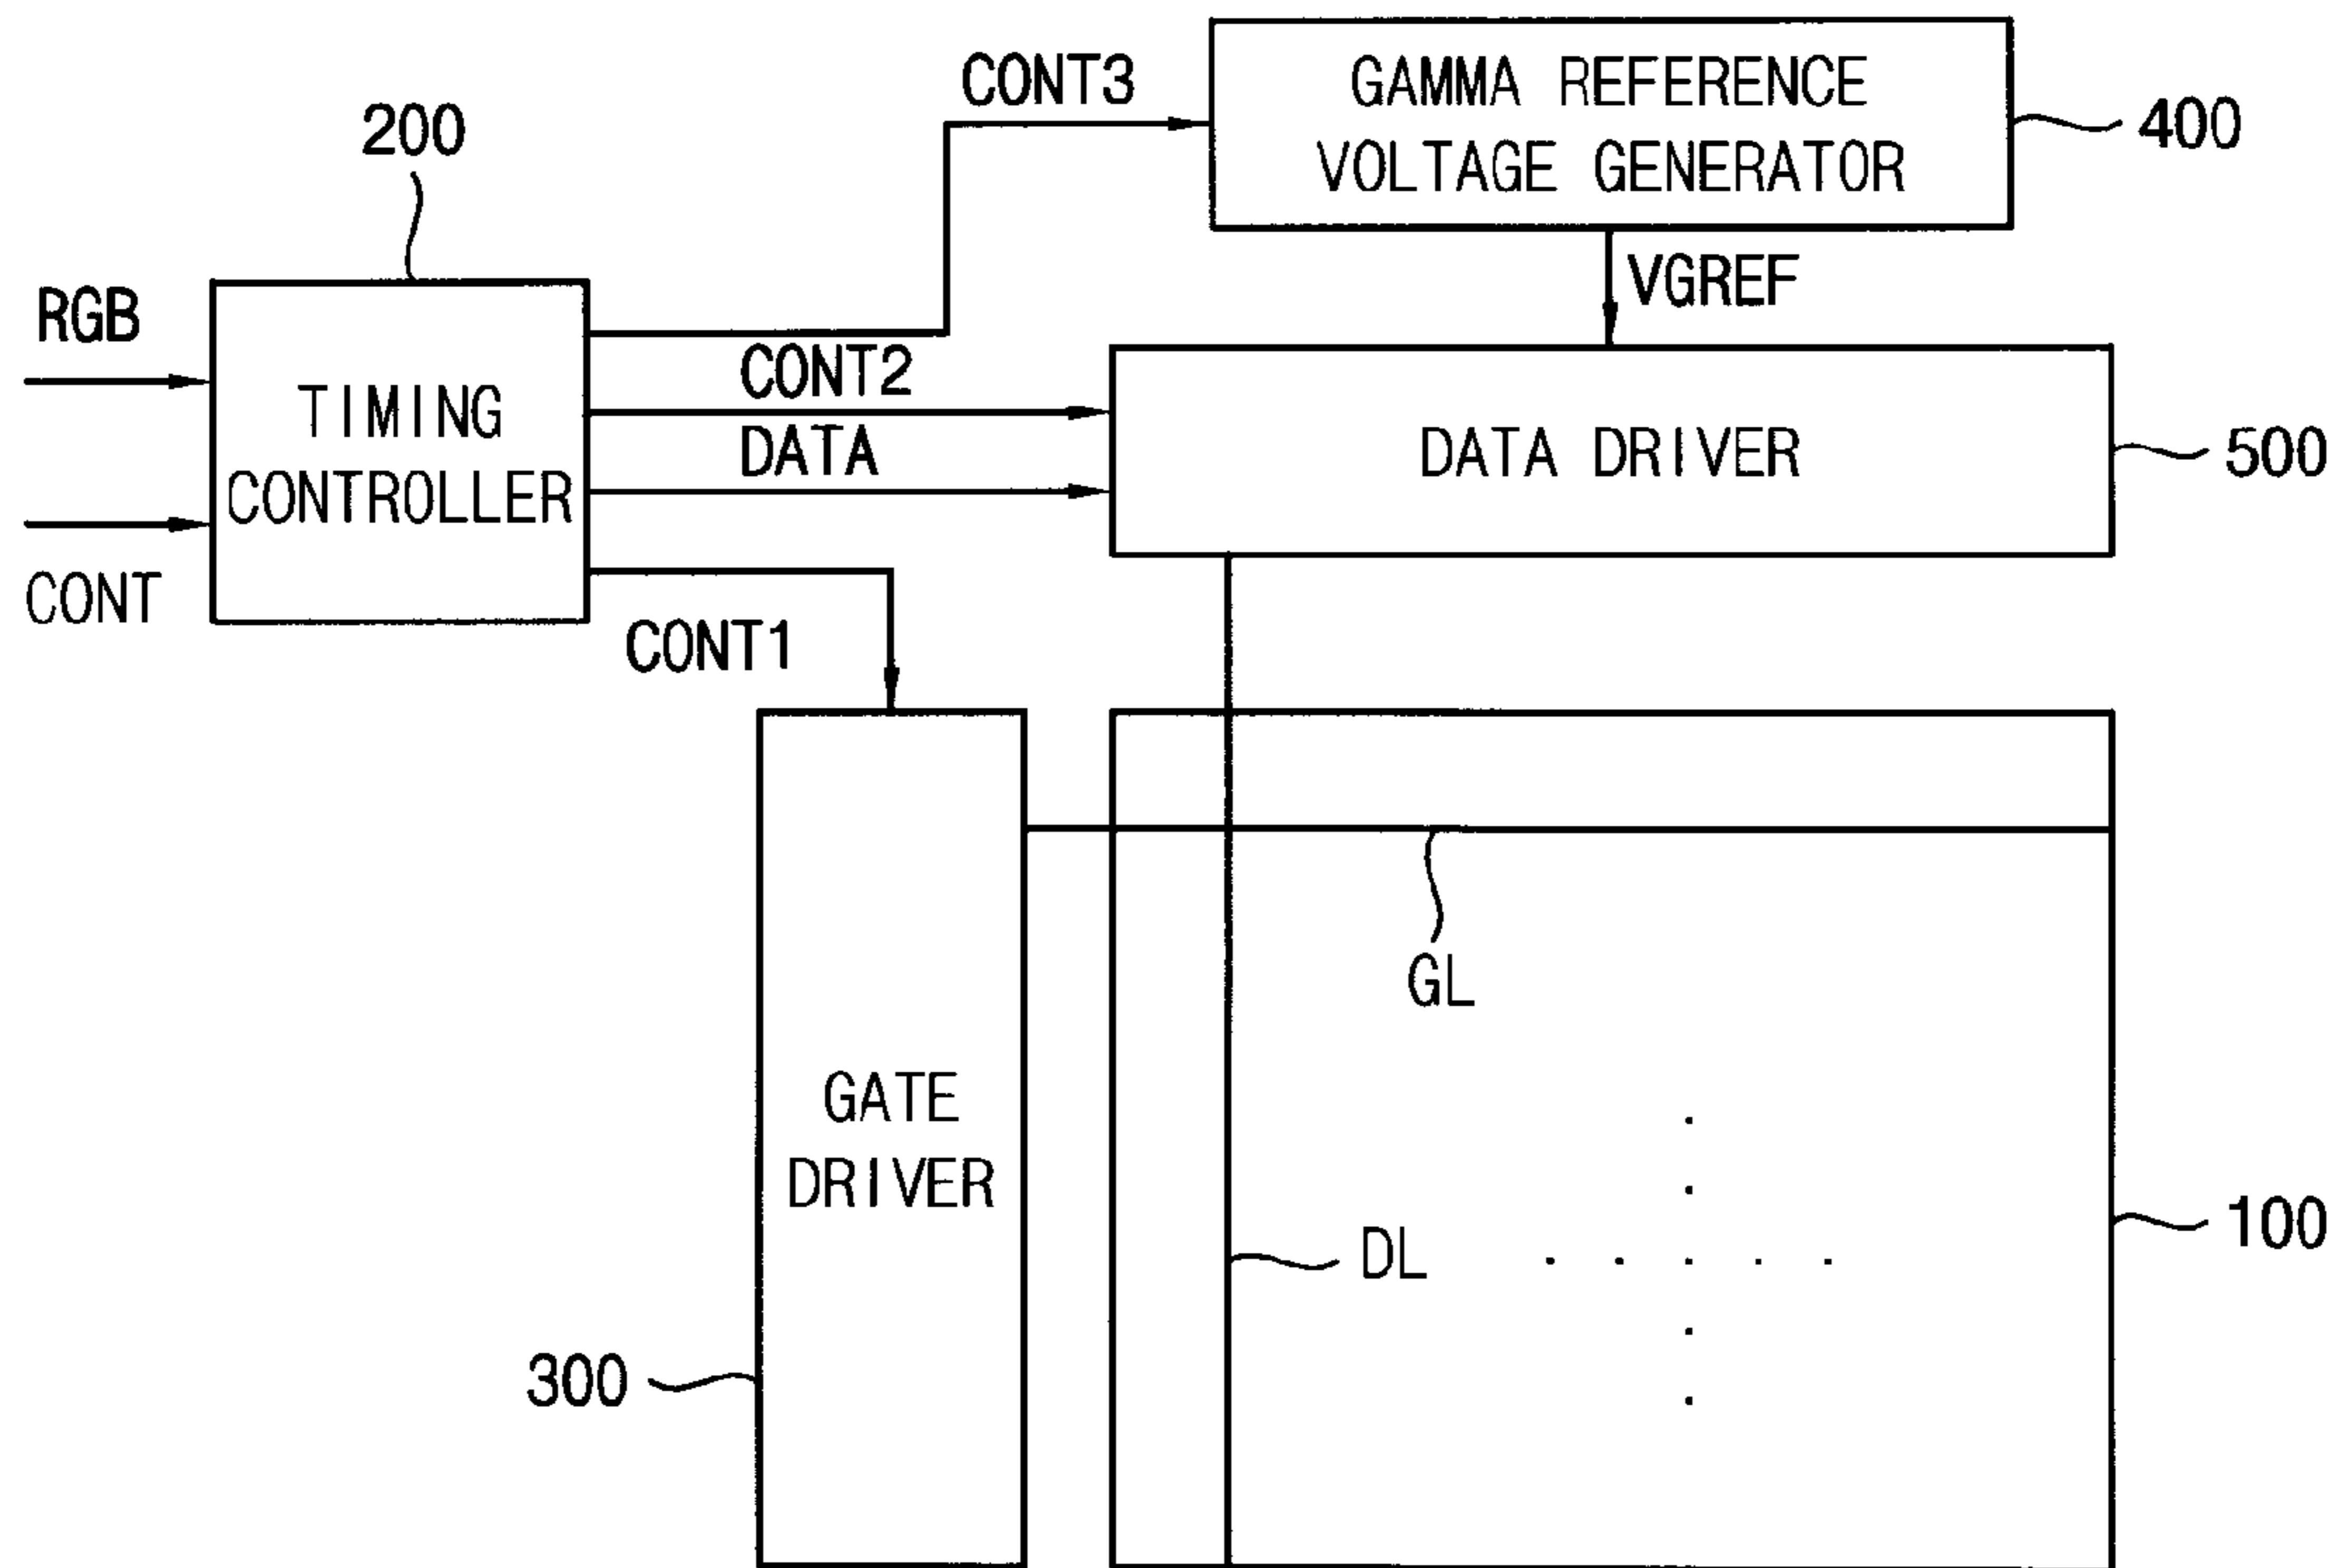 CONT3
GAMMA REFERENCE
VOLTAGE GENERATOR
400
200
VGREF
RGB
CONT2
TIMING
CONTROLLER
DATA
DATA DRIVER
500
CONT
CONT1
GL
GATE
DRIVER
DL
100
300